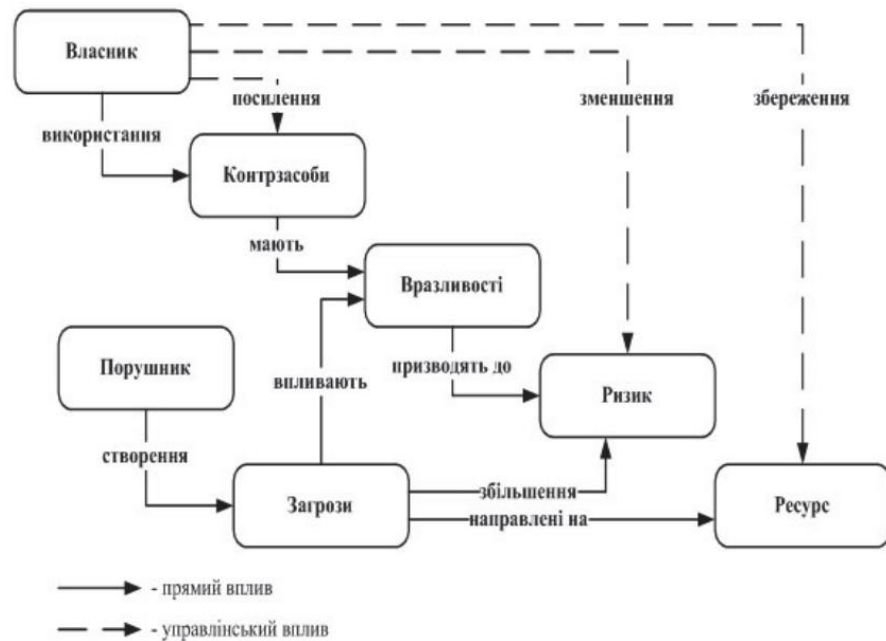 Власник
посилення
зменшення
збереження
використання
Контрзасоби
мають
Вразливості
Порушник
впливають
призводять до
Ризик
створення
Загрози
збільшення
направлені на
Ресурс
- прямий вплив
- управлінський вплив